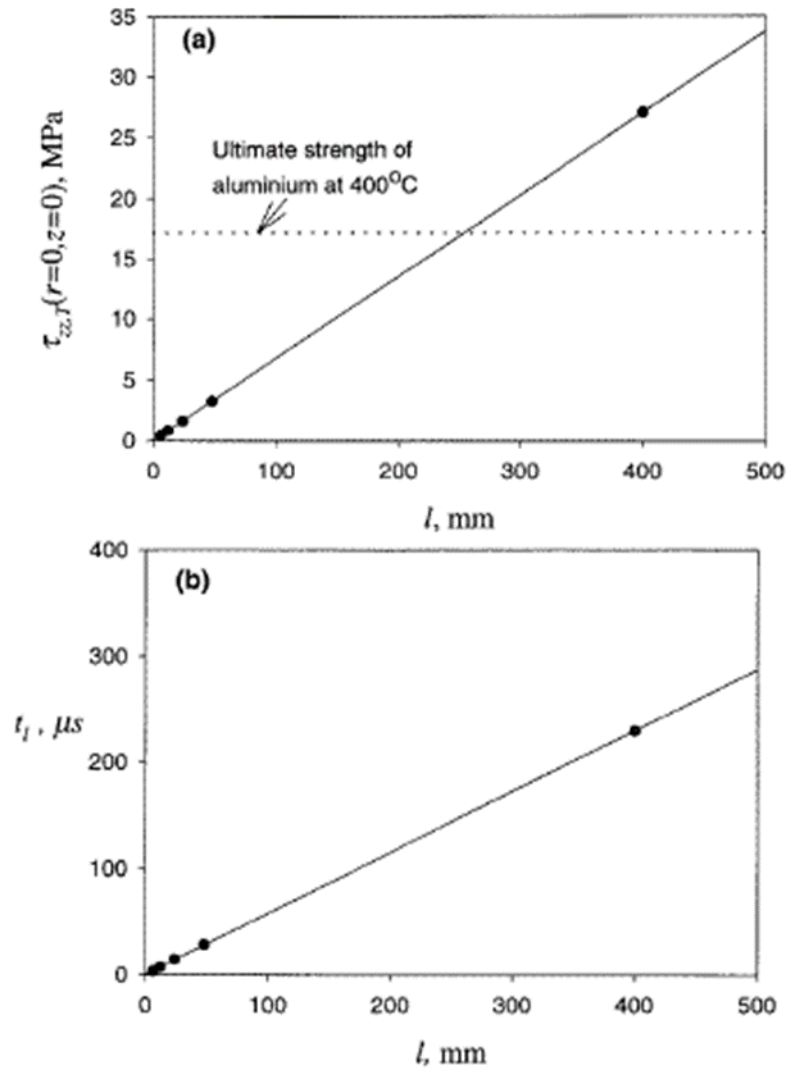 35
(a)
30
25
Ultimate strength of
aluminium at 400°C
20
15
10
5
0
τzz,T(r=0,z=0), MPa
0 100 200 300 400 500
l, mm
400
(b)
300
200
100
0
tl, μs
0 100 200 300 400 500
l, mm